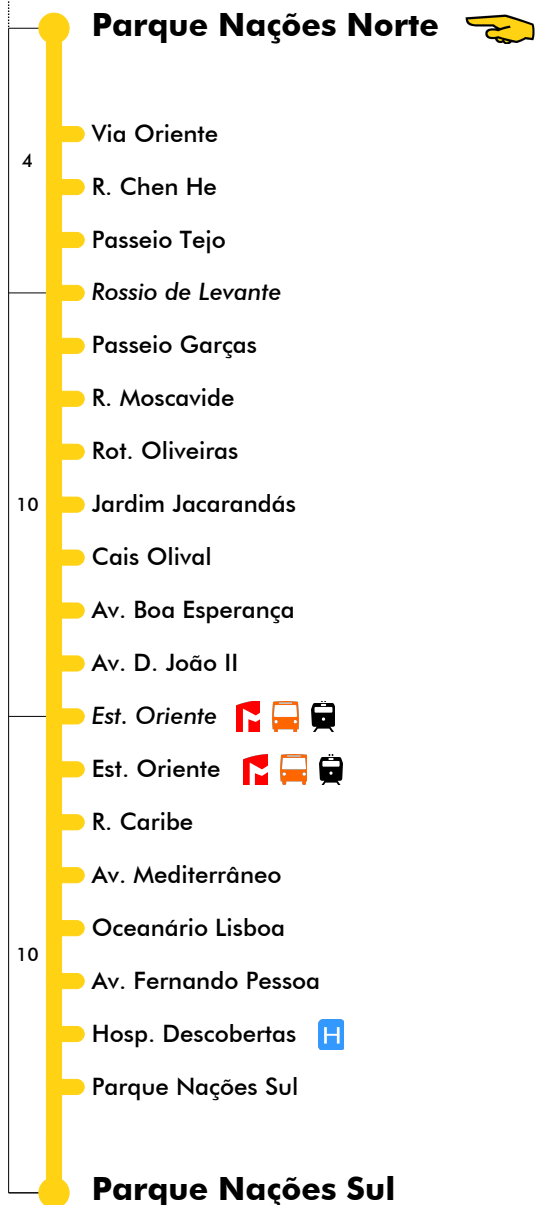 Parque Nações Norte
Via Oriente
4
R. Chen He
Passeio Tejo
Rossio de Levante
Passeio Garças
R. Moscavide
Rot. Oliveiras
10
Jardim Jacarandás
Cais Olival
Av. Boa Esperança
Av. D. João II
Est. Oriente
Est. Oriente
R. Caribe
Av. Mediterrâneo
Oceanário Lisboa
10
Av. Fernando Pessoa
Hosp. Descobertas H
Parque Nações Sul
Parque Nações Sul